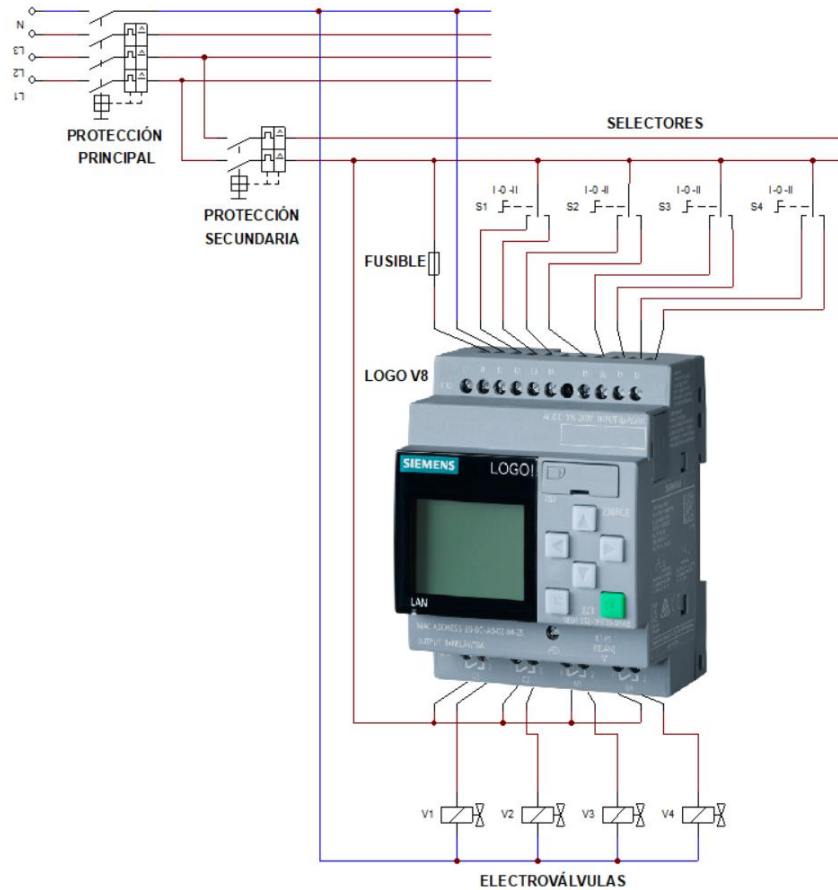 N
L3
L2
L1
PROTECCIÓN
PRINCIPAL
SELECTORES
PROTECCIÓN
SECUNDARIA
I -0 -II
S1
I -0 -II
S2
I -0 -II
S3
I -0 -II
S4
FUSIBLE
LOGO V8
SIEMENS
LOGO!
LAN
V1
V2
V3
V4
ELECTROVÁLVULAS